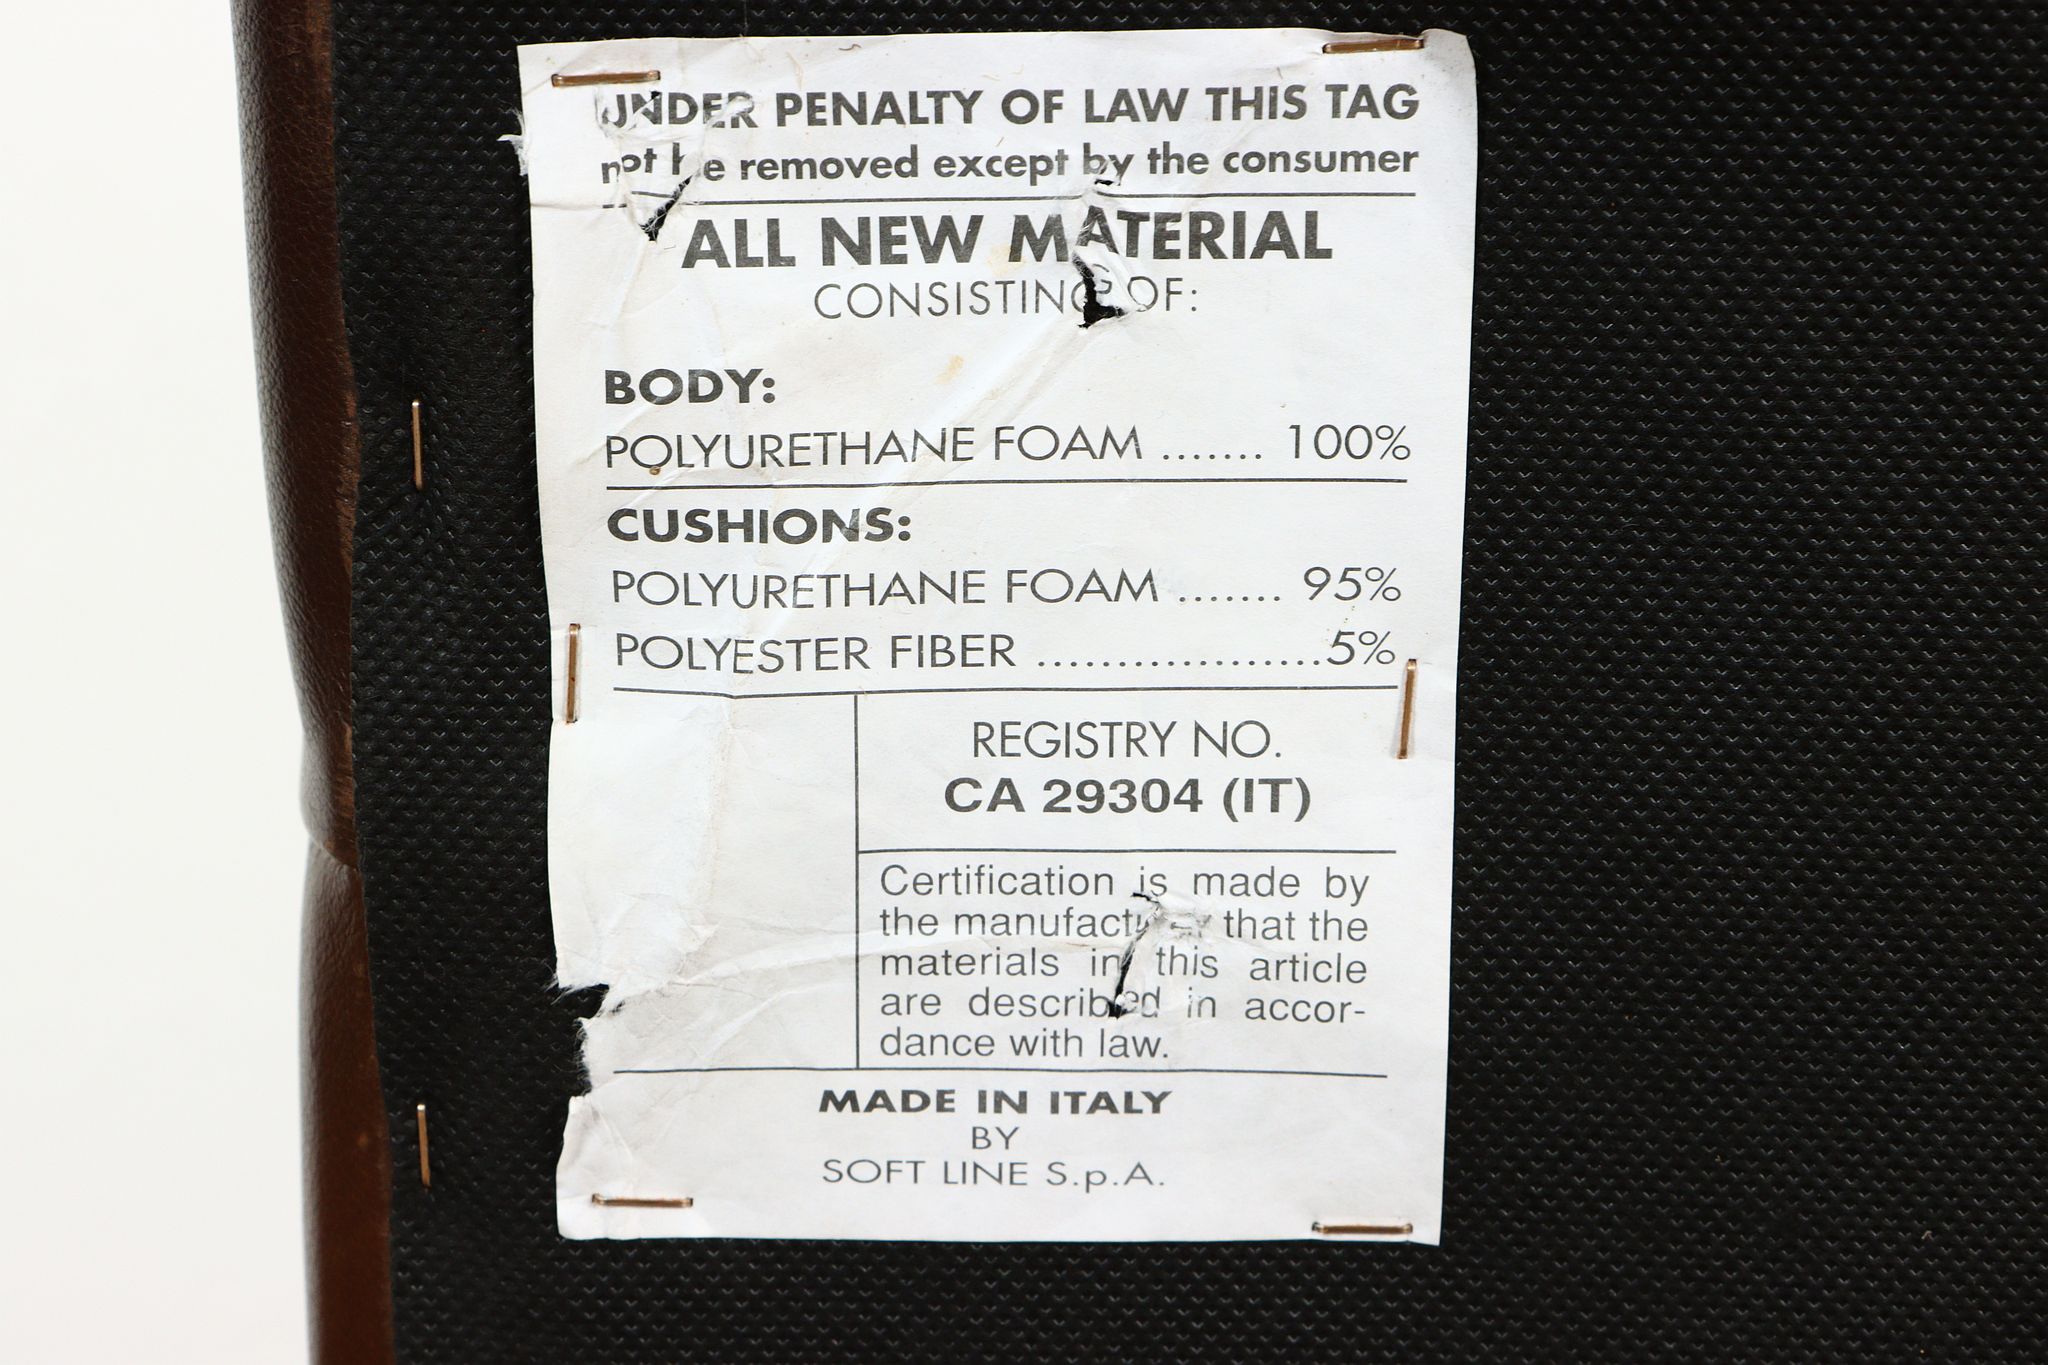 UNDER PENALTY OF LAW THIS TAG
not be removed except by the consumer
ALL NEW MATERIAL
CONSISTING OF:
BODY:
POLYURETHANE FOAM ....... 100%
CUSHIONS:
POLYURETHANE FOAM ....... 95%
POLYESTER FIBER ..................5%
REGISTRY NO.
CA 29304 (IT)
Certification is made by
the manufacturer that the
materials in this article
are described in accor-
dance with law.
MADE IN ITALY
BY
SOFT LINE S.p.A.